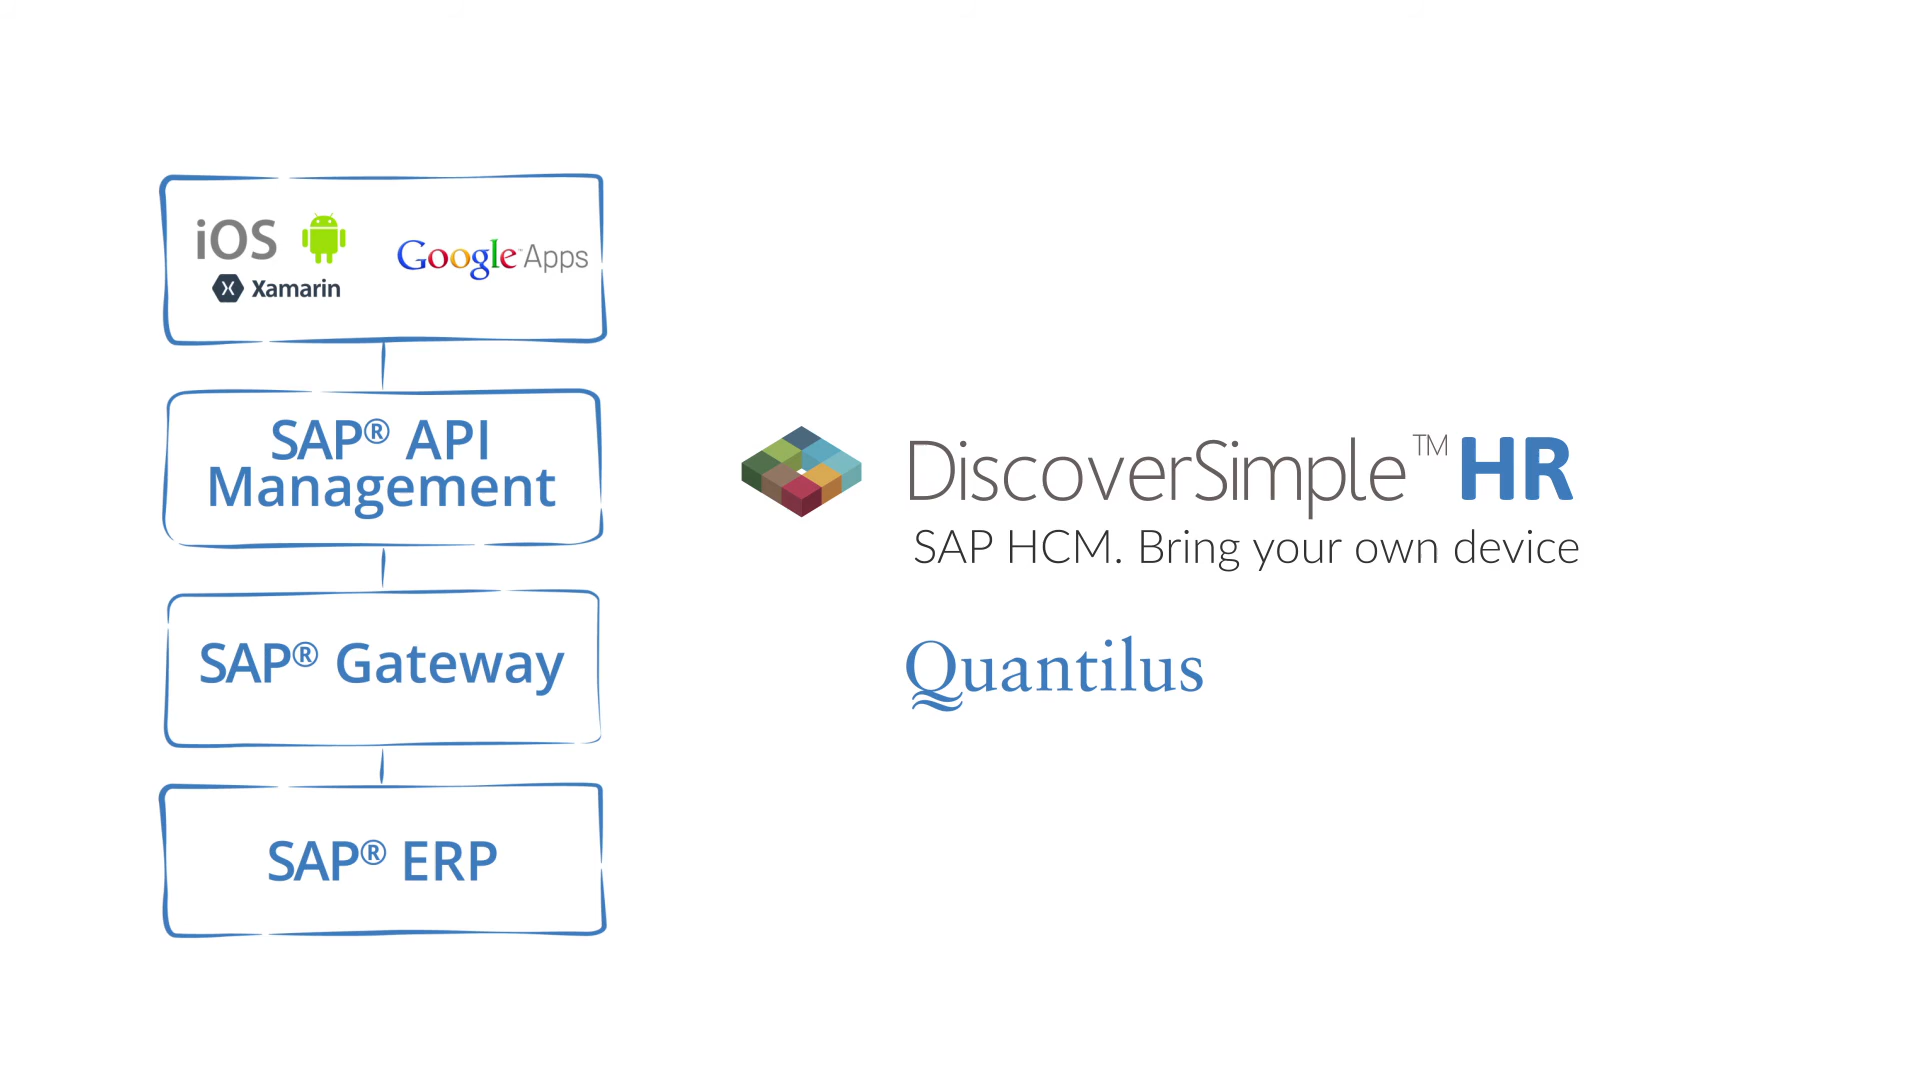 iOS
Xamarin
Google™ Apps
SAP® API
Management
SAP® Gateway
SAP® ERP
DiscoverSimple™ HR
SAP HCM. Bring your own device
Quantilus